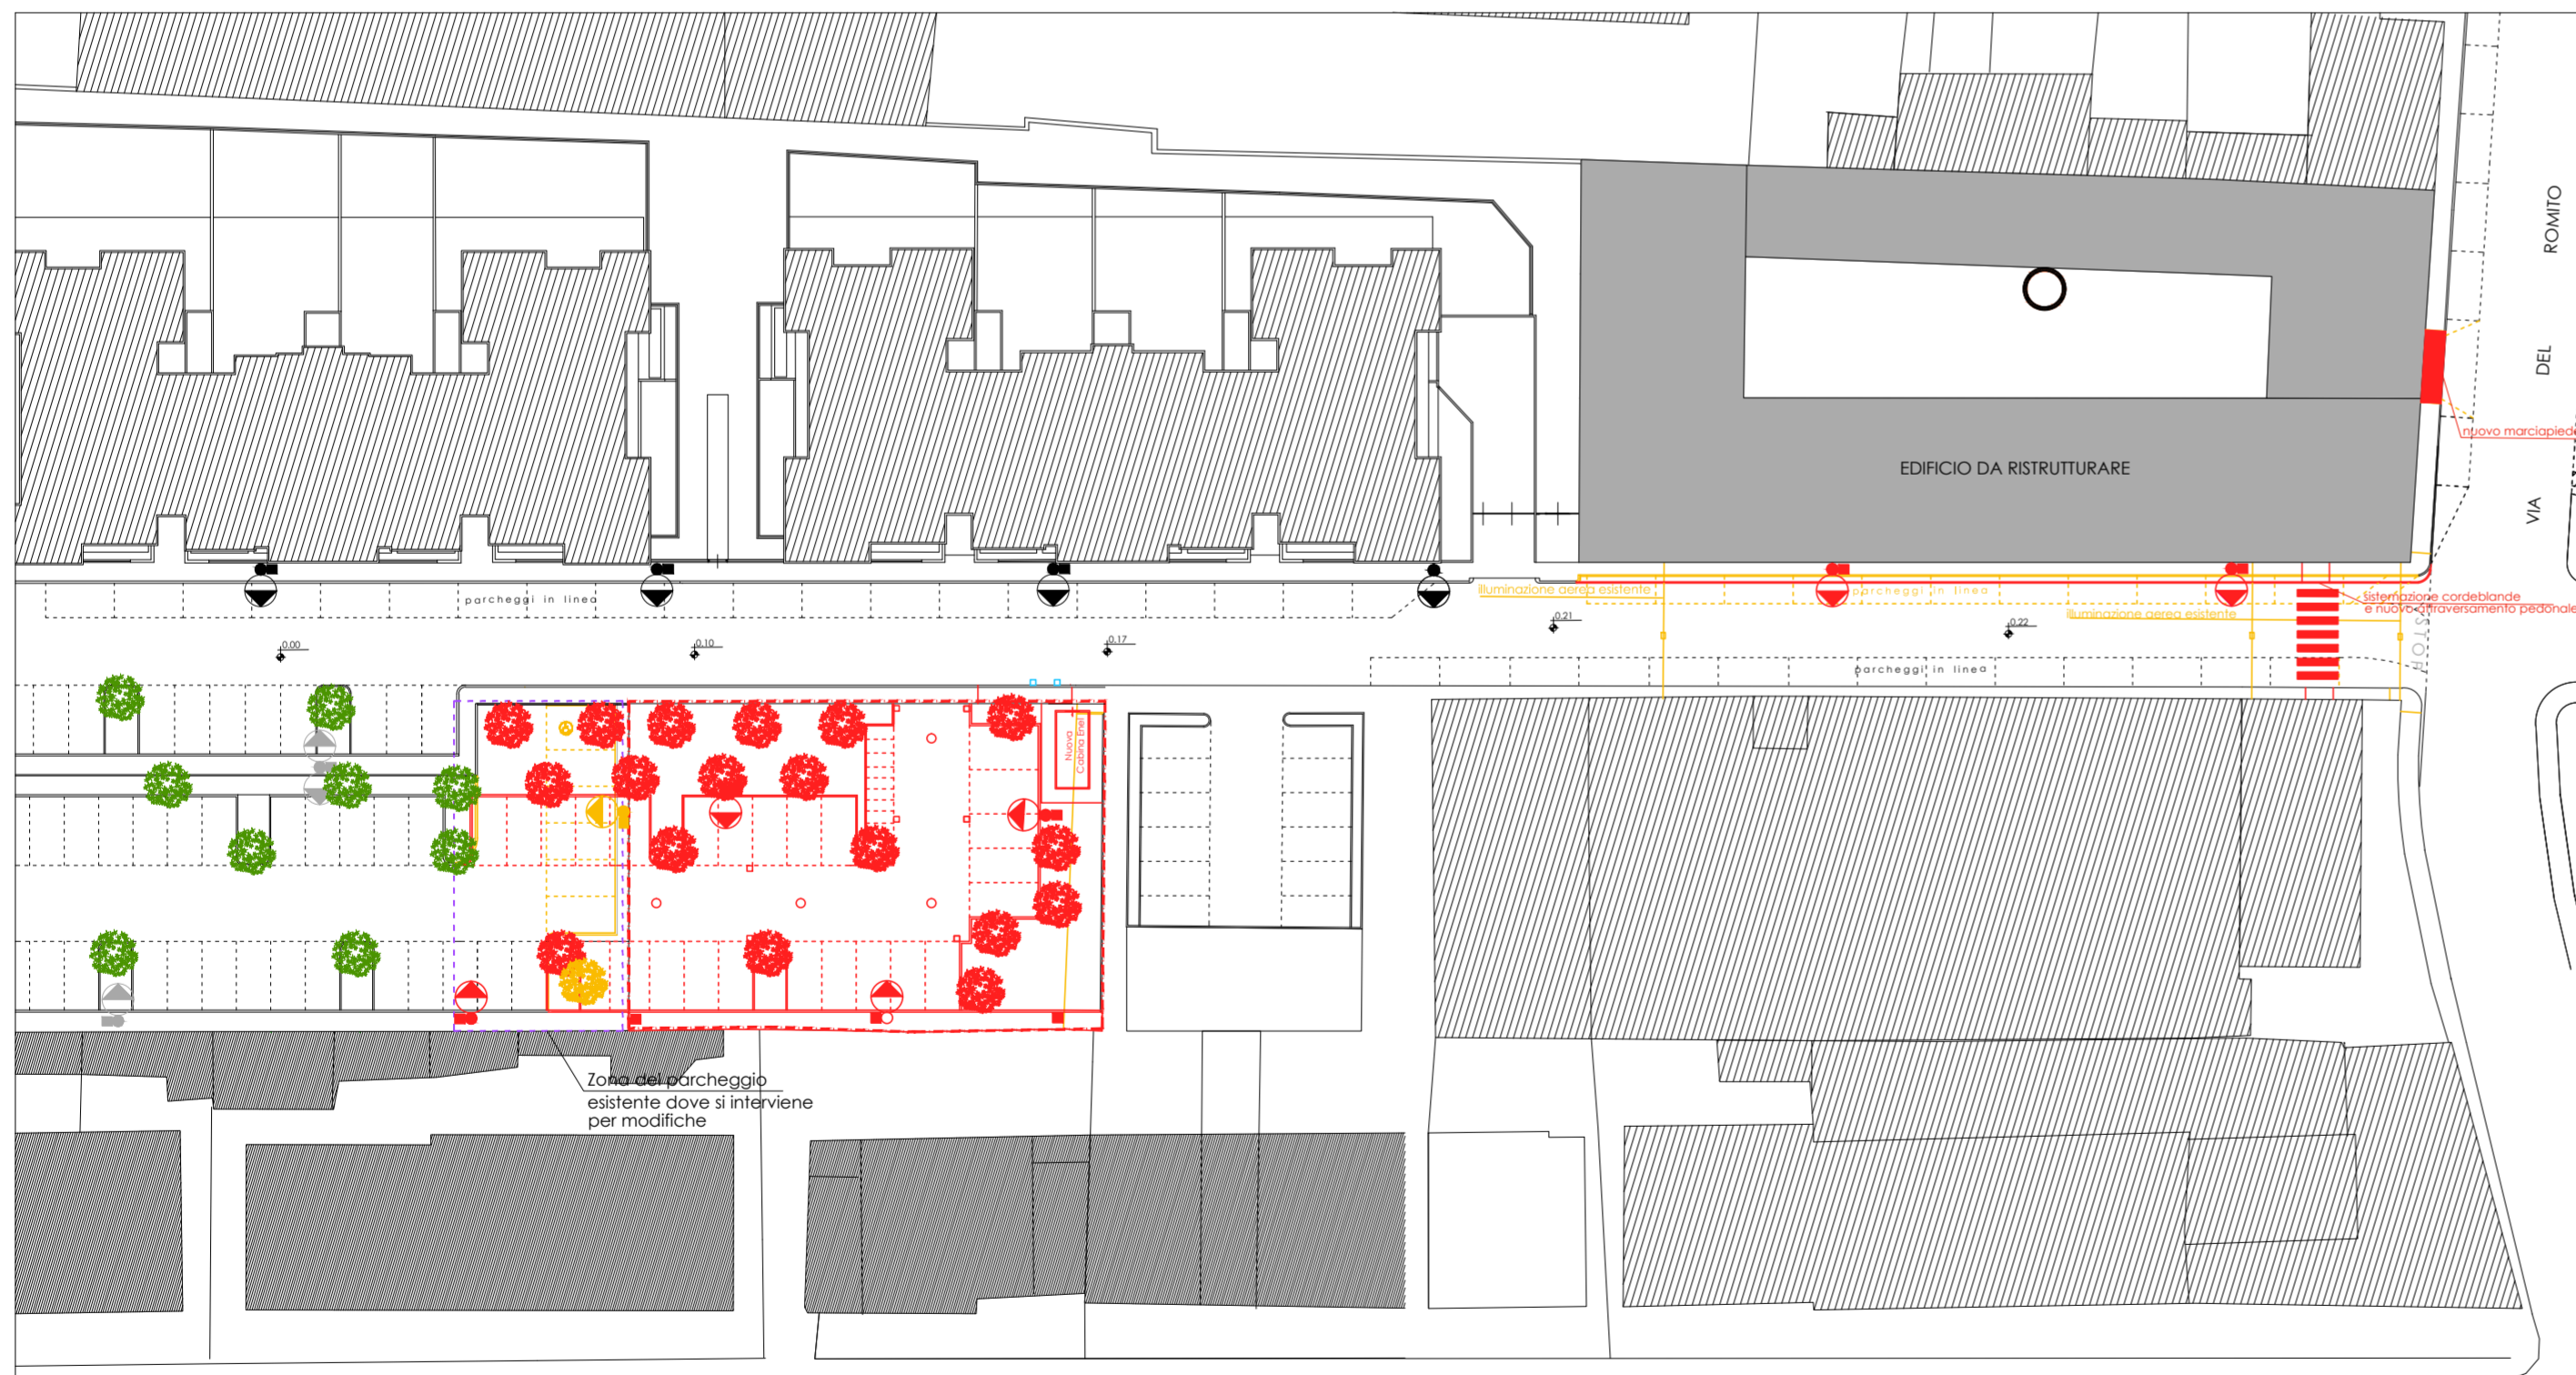 ROMITO
DEL
VIA
nuovo marciapiede
EDIFICIO DA RISTRUTTURARE
parcheggi in linea
illuminazione aerea esistente
parcheggi in linea
sistemazione cordeblande
e nuovo attraversamento pedonale
illuminazione aerea esistente
STOP
0.00
0.10
0.17
0.21
0.22
parcheggi in linea
Nuova
Cabina Enel
Zona del parcheggio
esistente dove si interviene
per modifiche